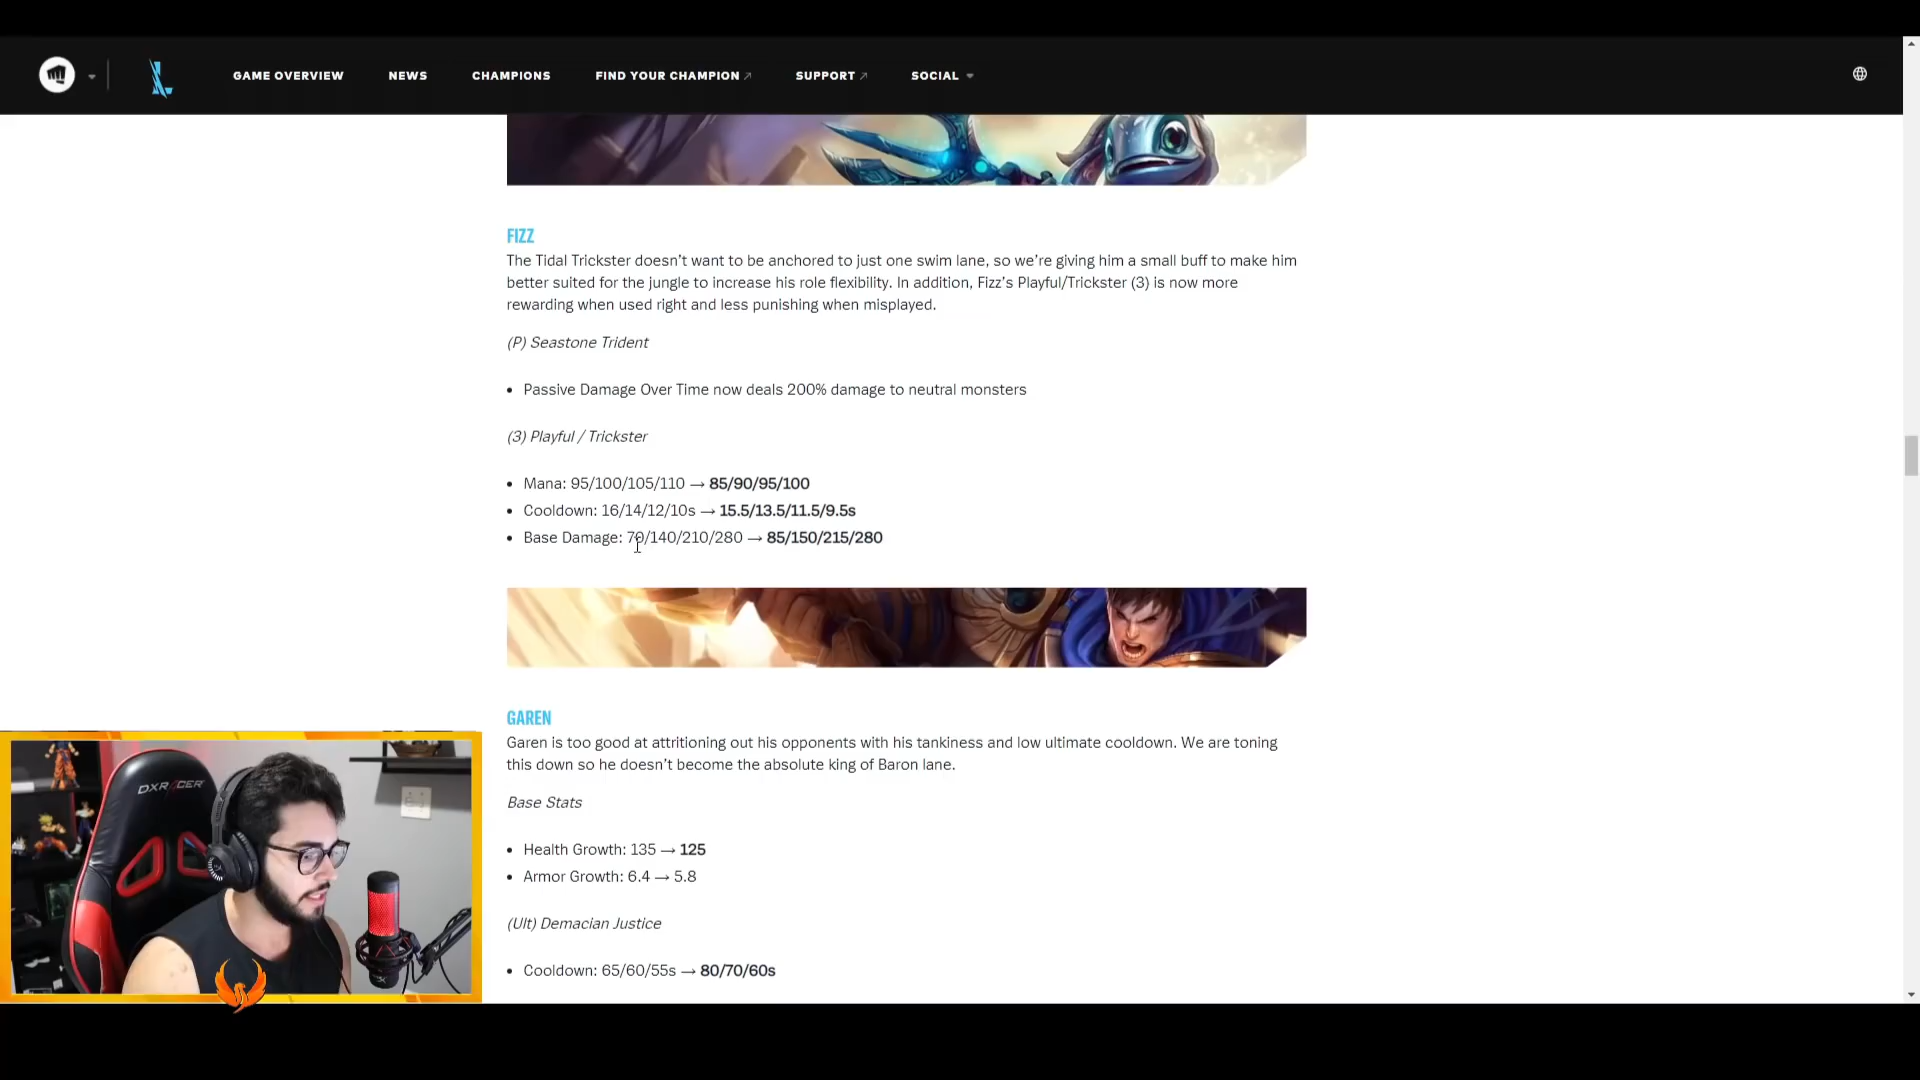 GAME OVERVIEW NEWS CHAMPIONS FIND YOUR CHAMPION ↗ SUPPORT ↗ SOCIAL
FIZZ
The Tidal Trickster doesn’t want to be anchored to just one swim lane, so we’re giving him a small buff to make him
better suited for the jungle to increase his role flexibility. In addition, Fizz’s Playful/Trickster (3) is now more
rewarding when used right and less punishing when misplayed.
(P) Seastone Trident
• Passive Damage Over Time now deals 200% damage to neutral monsters
(3) Playful / Trickster
• Mana: 95/100/105/110 → 85/90/95/100
• Cooldown: 16/14/12/10s → 15.5/13.5/11.5/9.5s
• Base Damage: 70/140/210/280 → 85/150/215/280
GAREN
Garen is too good at attritioning out his opponents with his tankiness and low ultimate cooldown. We are toning
this down so he doesn’t become the absolute king of Baron lane.
Base Stats
• Health Growth: 135 → 125
• Armor Growth: 6.4 → 5.8
(Ult) Demacian Justice
• Cooldown: 65/60/55s → 80/70/60s
DXRACER